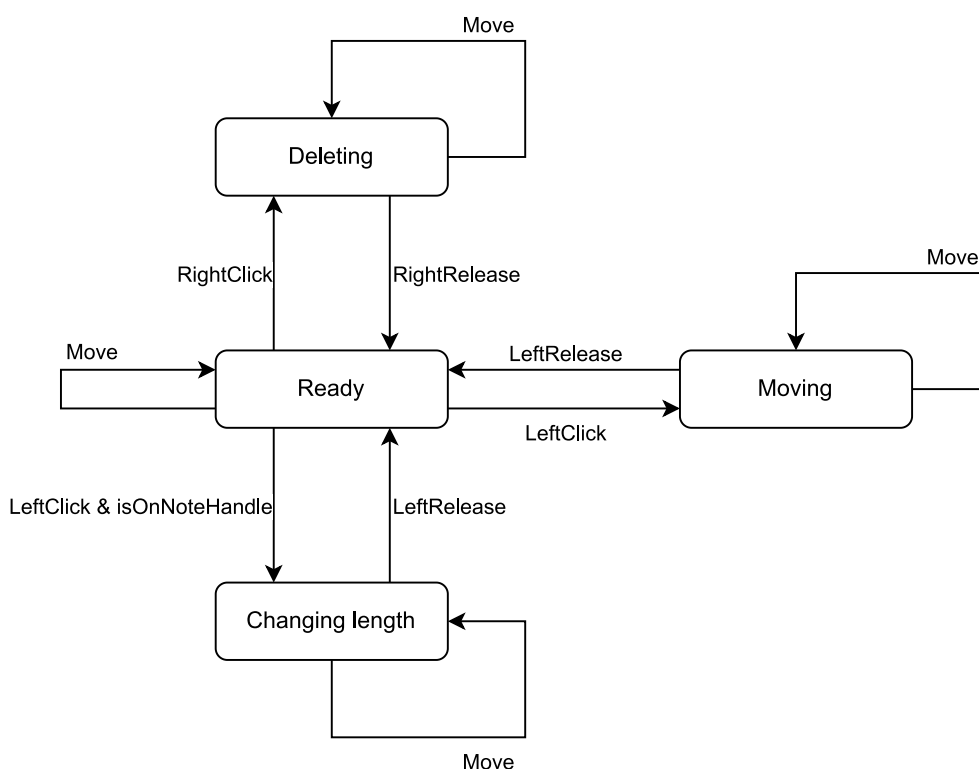 Move
Deleting
RightClick
RightRelease
Move
Move
LeftRelease
Ready
Moving
LeftClick
LeftClick & isOnNoteHandle
LeftRelease
Changing length
Move